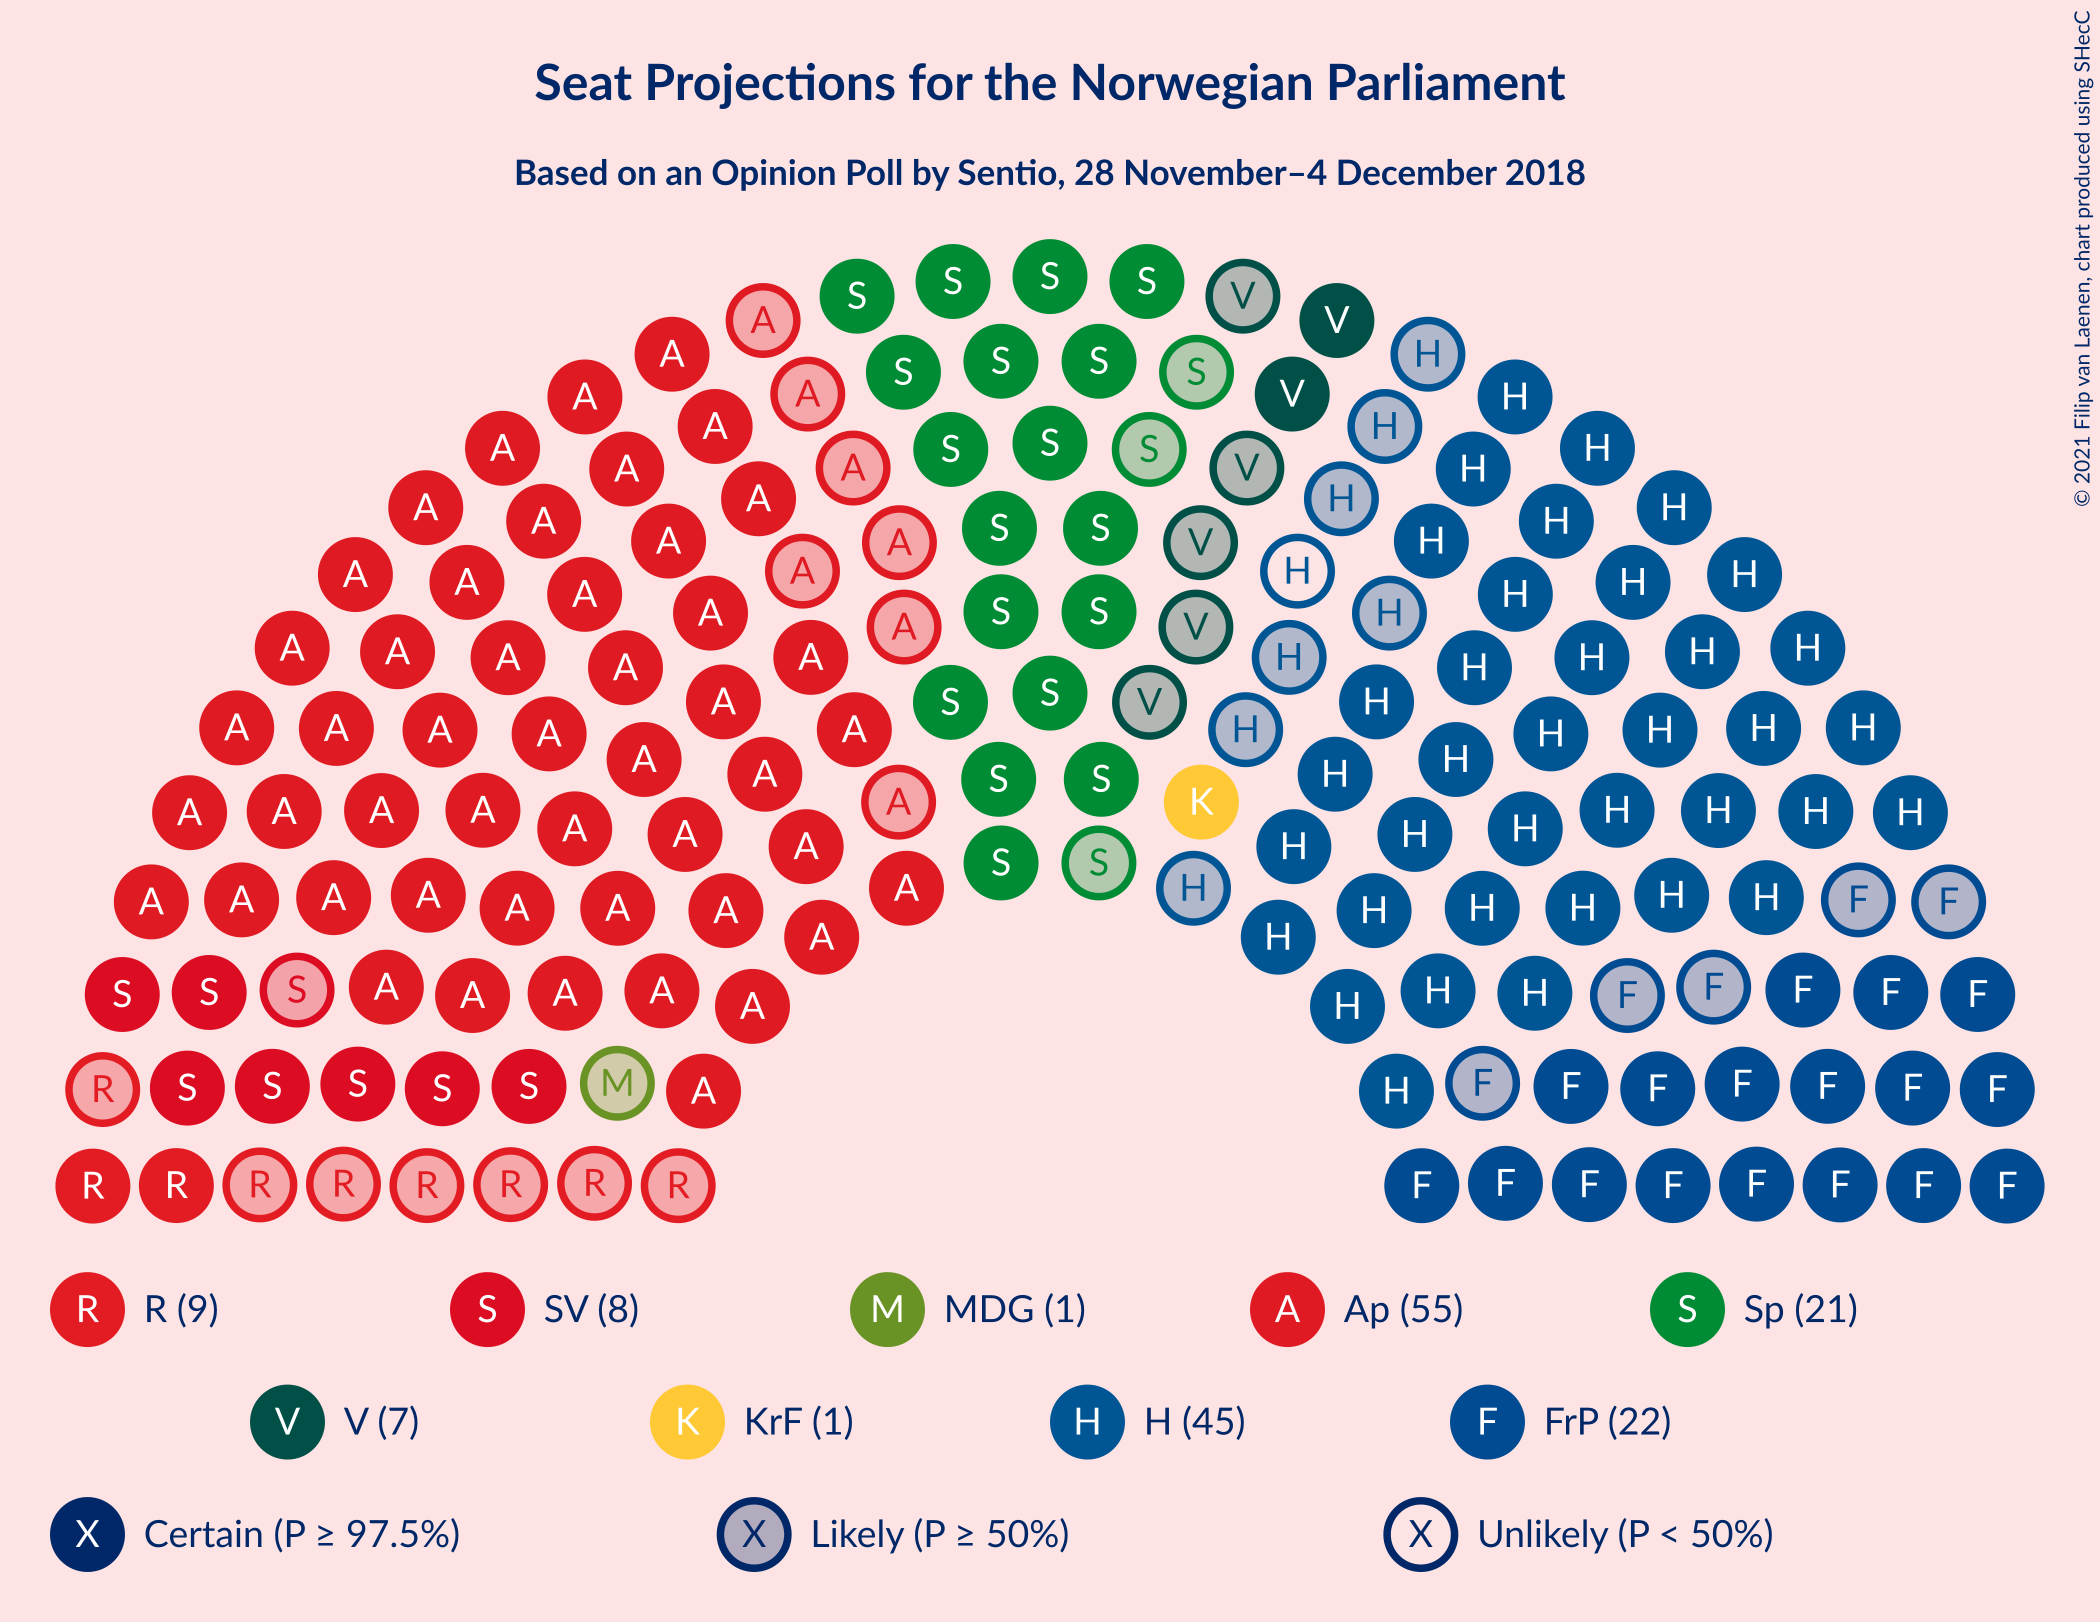 © 2021 Filip van Laenen, chart produced using SHecC
Seat Projections for the Norwegian Parliament
Based on an Opinion Poll by Sentio, 28 November–4 December 2018
S S S S V V
A A H H
S S S S V
A A A H H H
S S S V
A A A H H H
S S V
A A A H H H
S S V
A A A H H H
S S V
A A A H H H
S S K
A A A H H H
S S H
A A A H H H
A A A A A A A A H H H H H H F F
S S S A A A A A H H H F F F F F
R S S S S S M A H F F F F F F F
R R R R R R R R F F F F F F F F
R R (9) S SV (8) M MDG (1) A Ap (55) S Sp (21)
V V (7) K KrF (1) H H (45) F FrP (22)
X Certain (P ≥ 97.5%) X Likely (P ≥ 50%) X Unlikely (P < 50%)